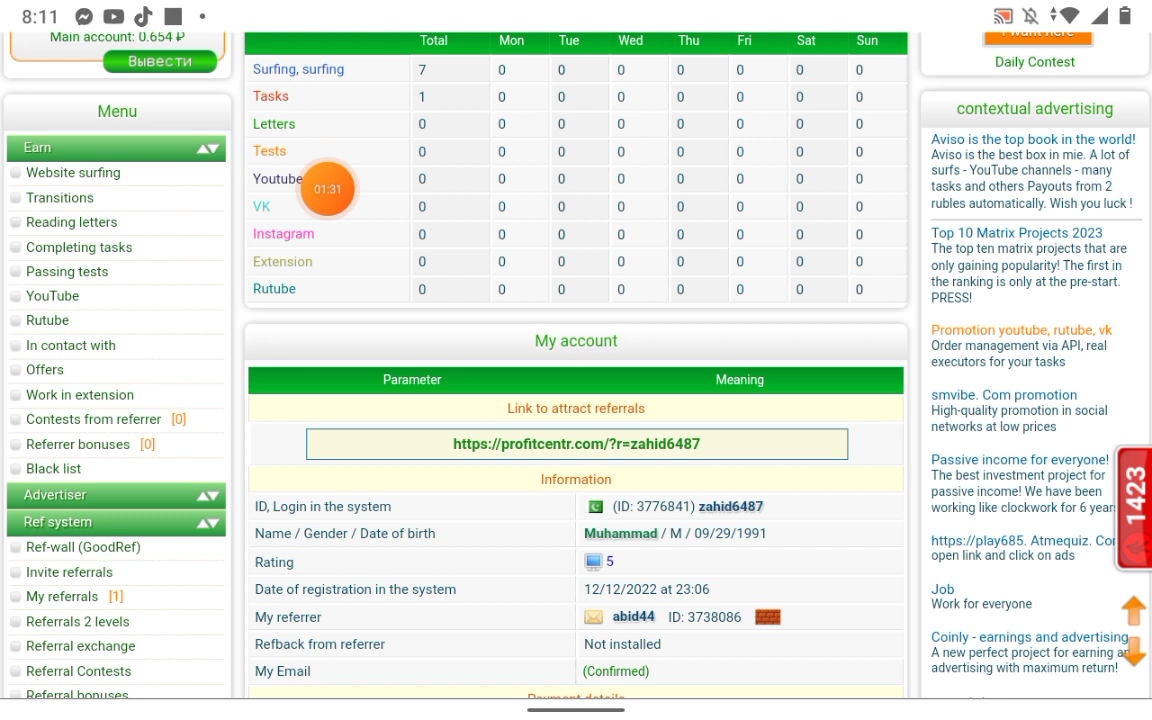 8:11
Main account: 0.654 ₽
Вывести
Menu
Earn
Website surfing
Transitions
Reading letters
Completing tasks
Passing tests
YouTube
Rutube
In contact with
Offers
Work in extension
Contests from referrer [0]
Referrer bonuses [0]
Black list
Advertiser
Ref system
Ref-wall (GoodRef)
Invite referrals
My referrals [1]
Referrals 2 levels
Referral exchange
Referral Contests
Referral bonuses
Total Mon Tue Wed Thu Fri Sat Sun
Surfing, surfing 7 0 0 0 0 0 0 0
Tasks 1 0 0 0 0 0 0 0
Letters 0 0 0 0 0 0 0 0
Tests 0 0 0 0 0 0 0 0
Youtube 0 0 0 0 0 0 0 0
01:31
VK 0 0 0 0 0 0 0 0
Instagram 0 0 0 0 0 0 0 0
Extension 0 0 0 0 0 0 0 0
Rutube 0 0 0 0 0 0 0 0
My account
Parameter Meaning
Link to attract referrals
https://profitcentr.com/?r=zahid6487
Information
ID, Login in the system (ID: 3776841) zahid6487
Name / Gender / Date of birth Muhammad / M / 09/29/1991
Rating 5
Date of registration in the system 12/12/2022 at 23:06
My referrer abid44 ID: 3738086
Refback from referrer Not installed
My Email (Confirmed)
Payment details
I want here
Daily Contest
contextual advertising
Aviso is the top book in the world!
Aviso is the best box in mie. A lot of
surfs - YouTube channels - many
tasks and others Payouts from 2
rubles automatically. Wish you luck !
Top 10 Matrix Projects 2023
The top ten matrix projects that are
only gaining popularity! The first in
the ranking is only at the pre-start.
PRESS!
Promotion youtube, rutube, vk
Order management via API, real
executors for your tasks
smvibe. Com promotion
High-quality promotion in social
networks at low prices
Passive income for everyone!
The best investment project for
passive income! We have been
working like clockwork for 6 years
https://play685. Atmequiz. Co
open link and click on ads
Job
Work for everyone
Coinly - earnings and advertising
A new perfect project for earning
advertising with maximum return!
1423